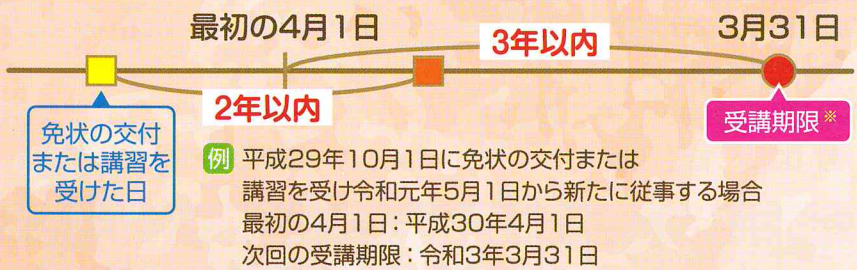 最初の4月1日
3年以内
3月31日
2年以内
受講期限※
免状の交付
または講習を
受けた日
例 平成29年10月1日に免状の交付または
講習を受け令和元年5月1日から新たに従事する場合
最初の4月1日：平成30年4月1日
次回の受講期限：令和3年3月31日